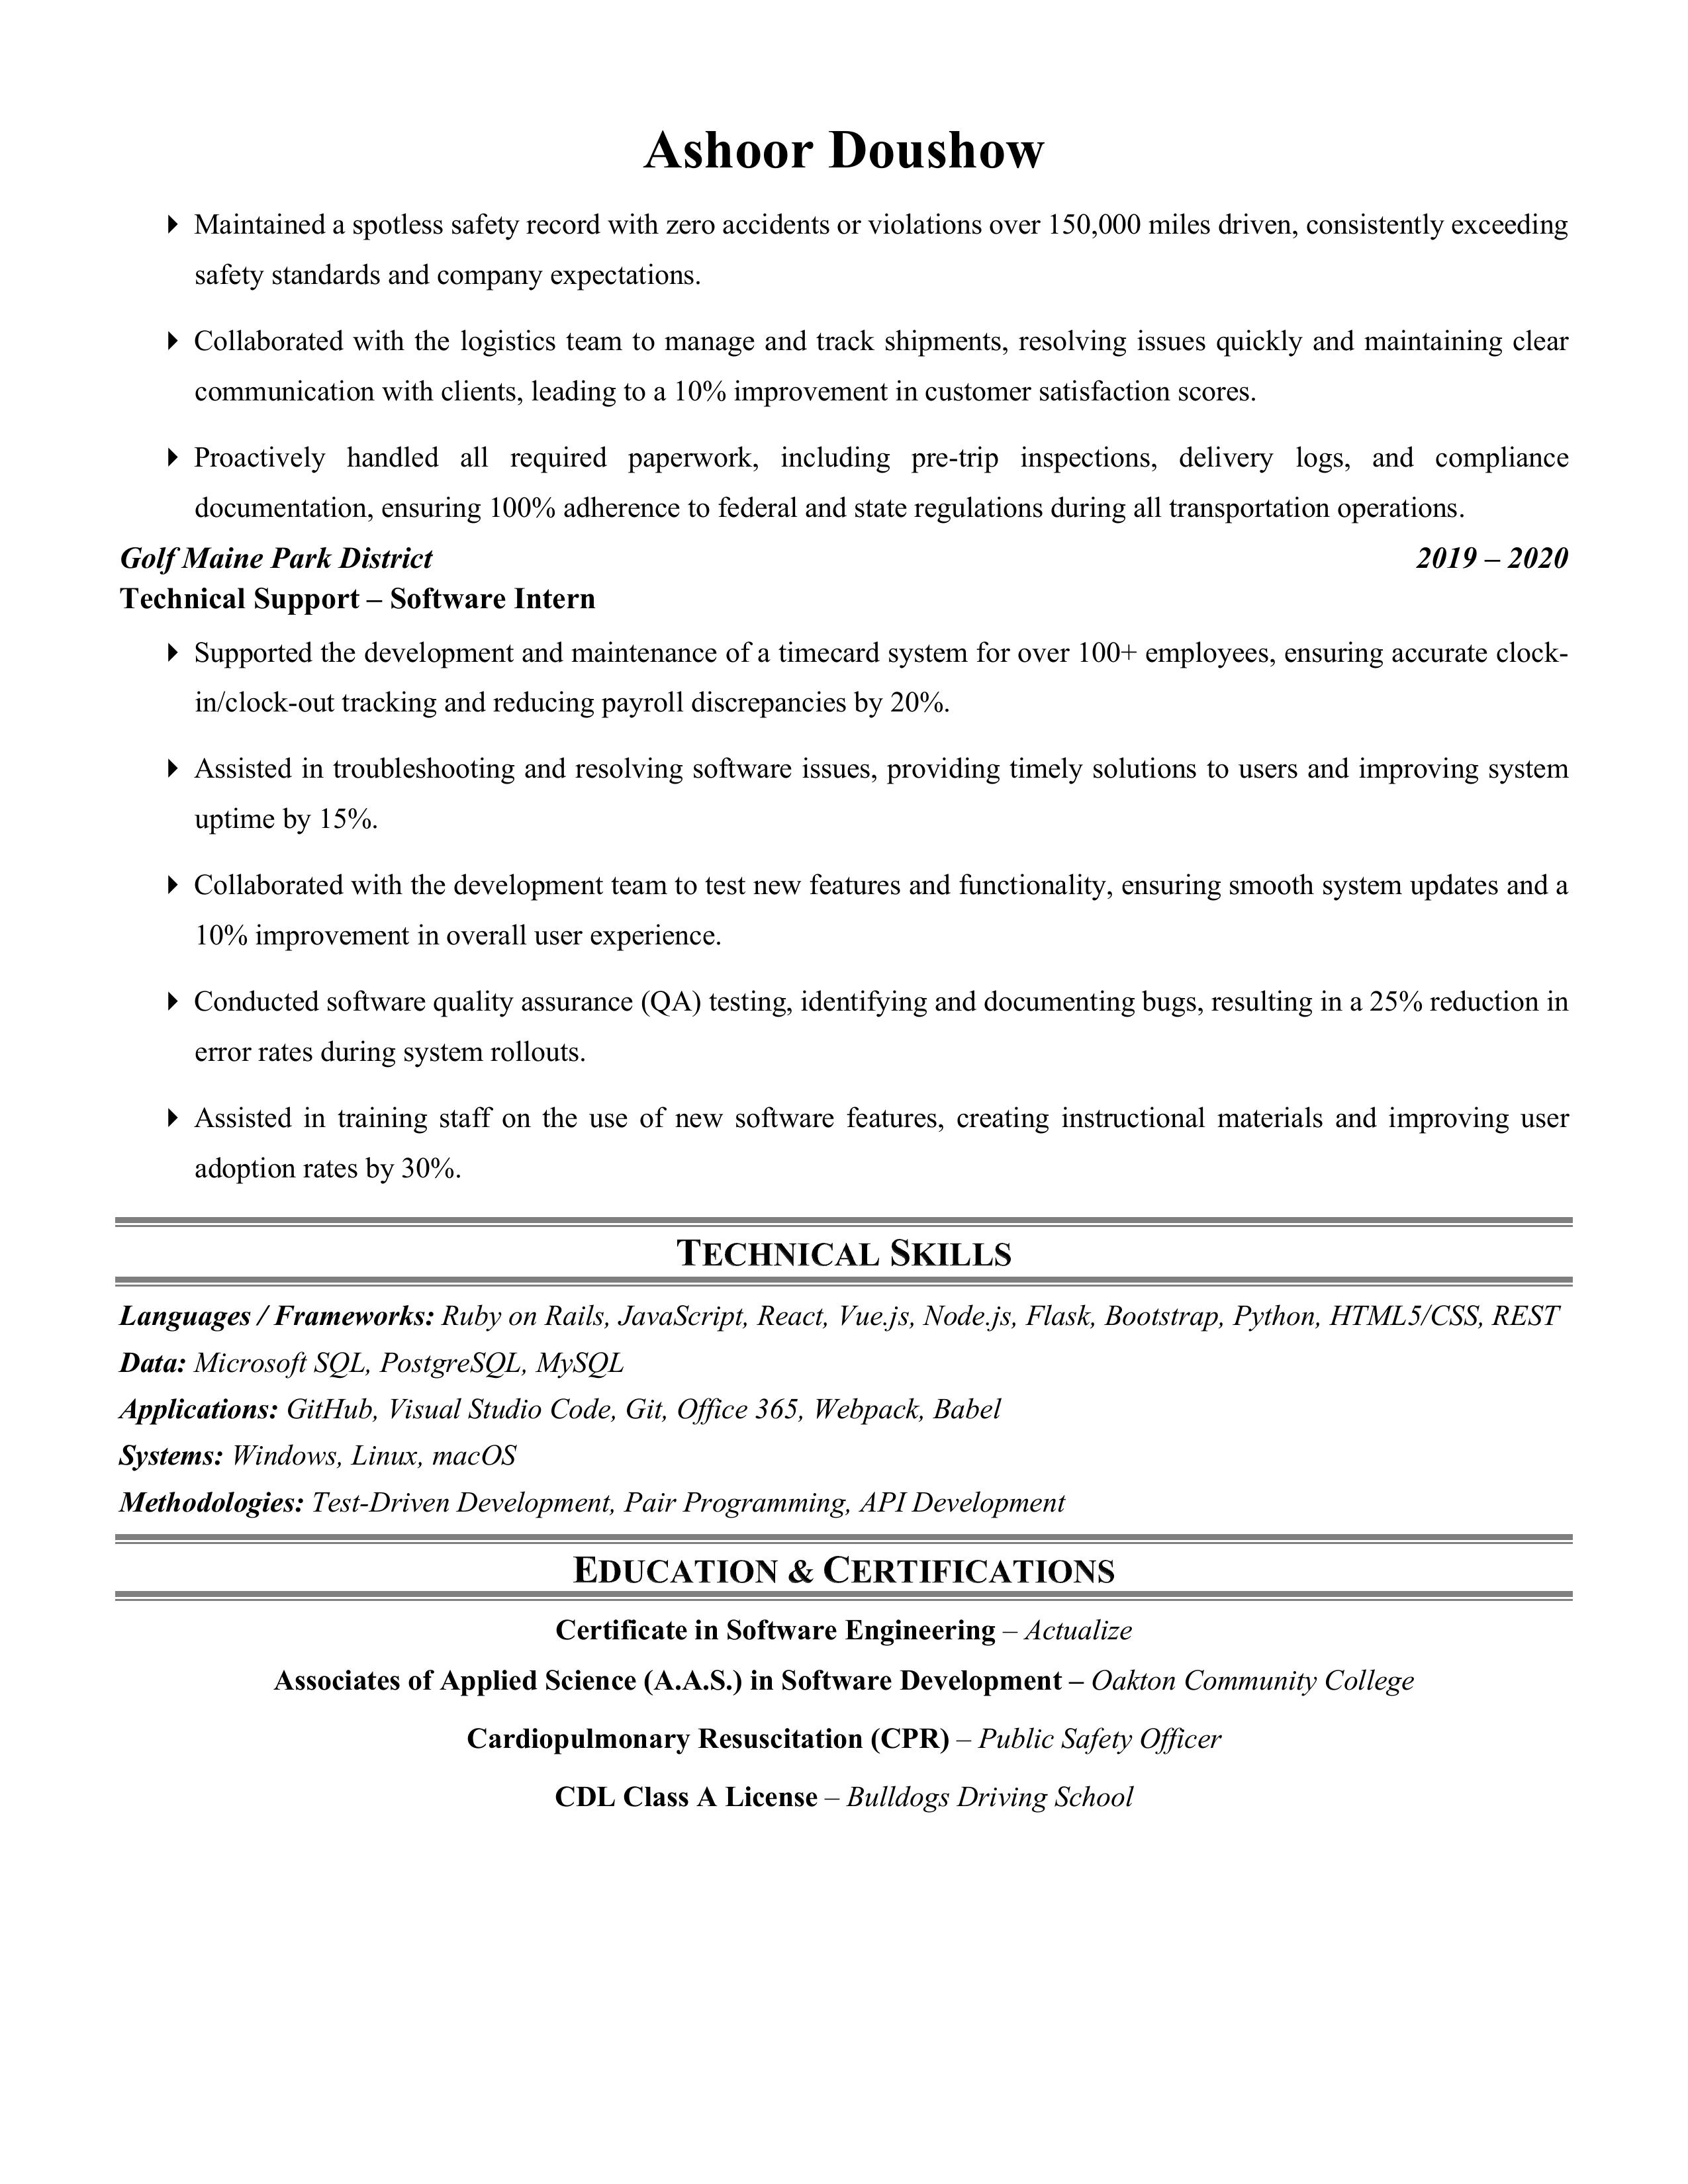 Ashoor Doushow
Maintained a spotless safety record with zero accidents or violations over 150,000 miles driven, consistently exceeding
safety standards and company expectations.
Collaborated with the logistics team to manage and track shipments, resolving issues quickly and maintaining clear
communication with clients, leading to a 10% improvement in customer satisfaction scores.
Proactively handled all required paperwork, including pre-trip inspections, delivery logs, and compliance
documentation, ensuring 100% adherence to federal and state regulations during all transportation operations.
Golf Maine Park District 2019 – 2020
Technical Support – Software Intern
Supported the development and maintenance of a timecard system for over 100+ employees, ensuring accurate clock-
in/clock-out tracking and reducing payroll discrepancies by 20%.
Assisted in troubleshooting and resolving software issues, providing timely solutions to users and improving system
uptime by 15%.
Collaborated with the development team to test new features and functionality, ensuring smooth system updates and a
10% improvement in overall user experience.
Conducted software quality assurance (QA) testing, identifying and documenting bugs, resulting in a 25% reduction in
error rates during system rollouts.
Assisted in training staff on the use of new software features, creating instructional materials and improving user
adoption rates by 30%.
TECHNICAL SKILLS
Languages / Frameworks: Ruby on Rails, JavaScript, React, Vue.js, Node.js, Flask, Bootstrap, Python, HTML5/CSS, REST
Data: Microsoft SQL, PostgreSQL, MySQL
Applications: GitHub, Visual Studio Code, Git, Office 365, Webpack, Babel
Systems: Windows, Linux, macOS
Methodologies: Test-Driven Development, Pair Programming, API Development
EDUCATION & CERTIFICATIONS
Certificate in Software Engineering – Actualize
Associates of Applied Science (A.A.S.) in Software Development – Oakton Community College
Cardiopulmonary Resuscitation (CPR) – Public Safety Officer
CDL Class A License – Bulldogs Driving School